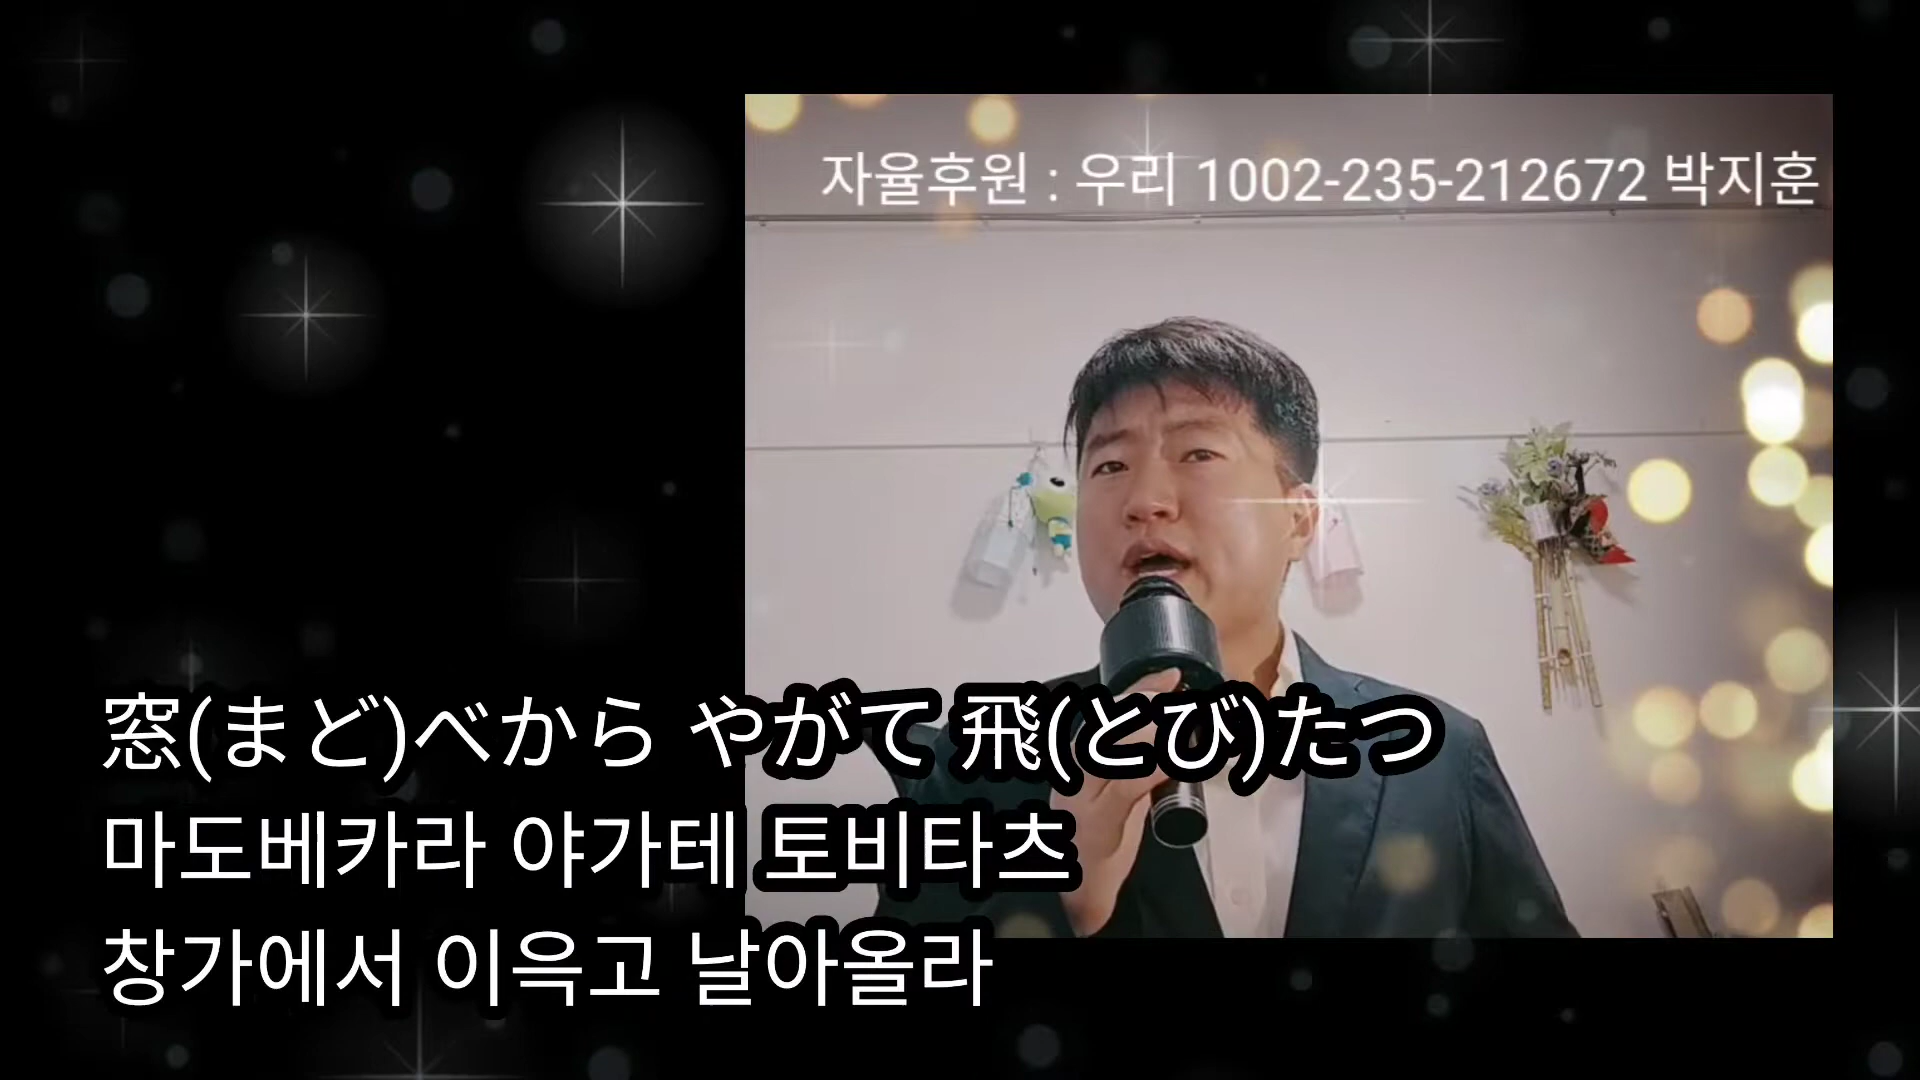 자율후원 : 우리 1002-235-212672 박지훈
窓(まど)べから やがて 飛(とび)たつ
마도베카라 야가테 토비타츠
창가에서 이윽고 날아올라